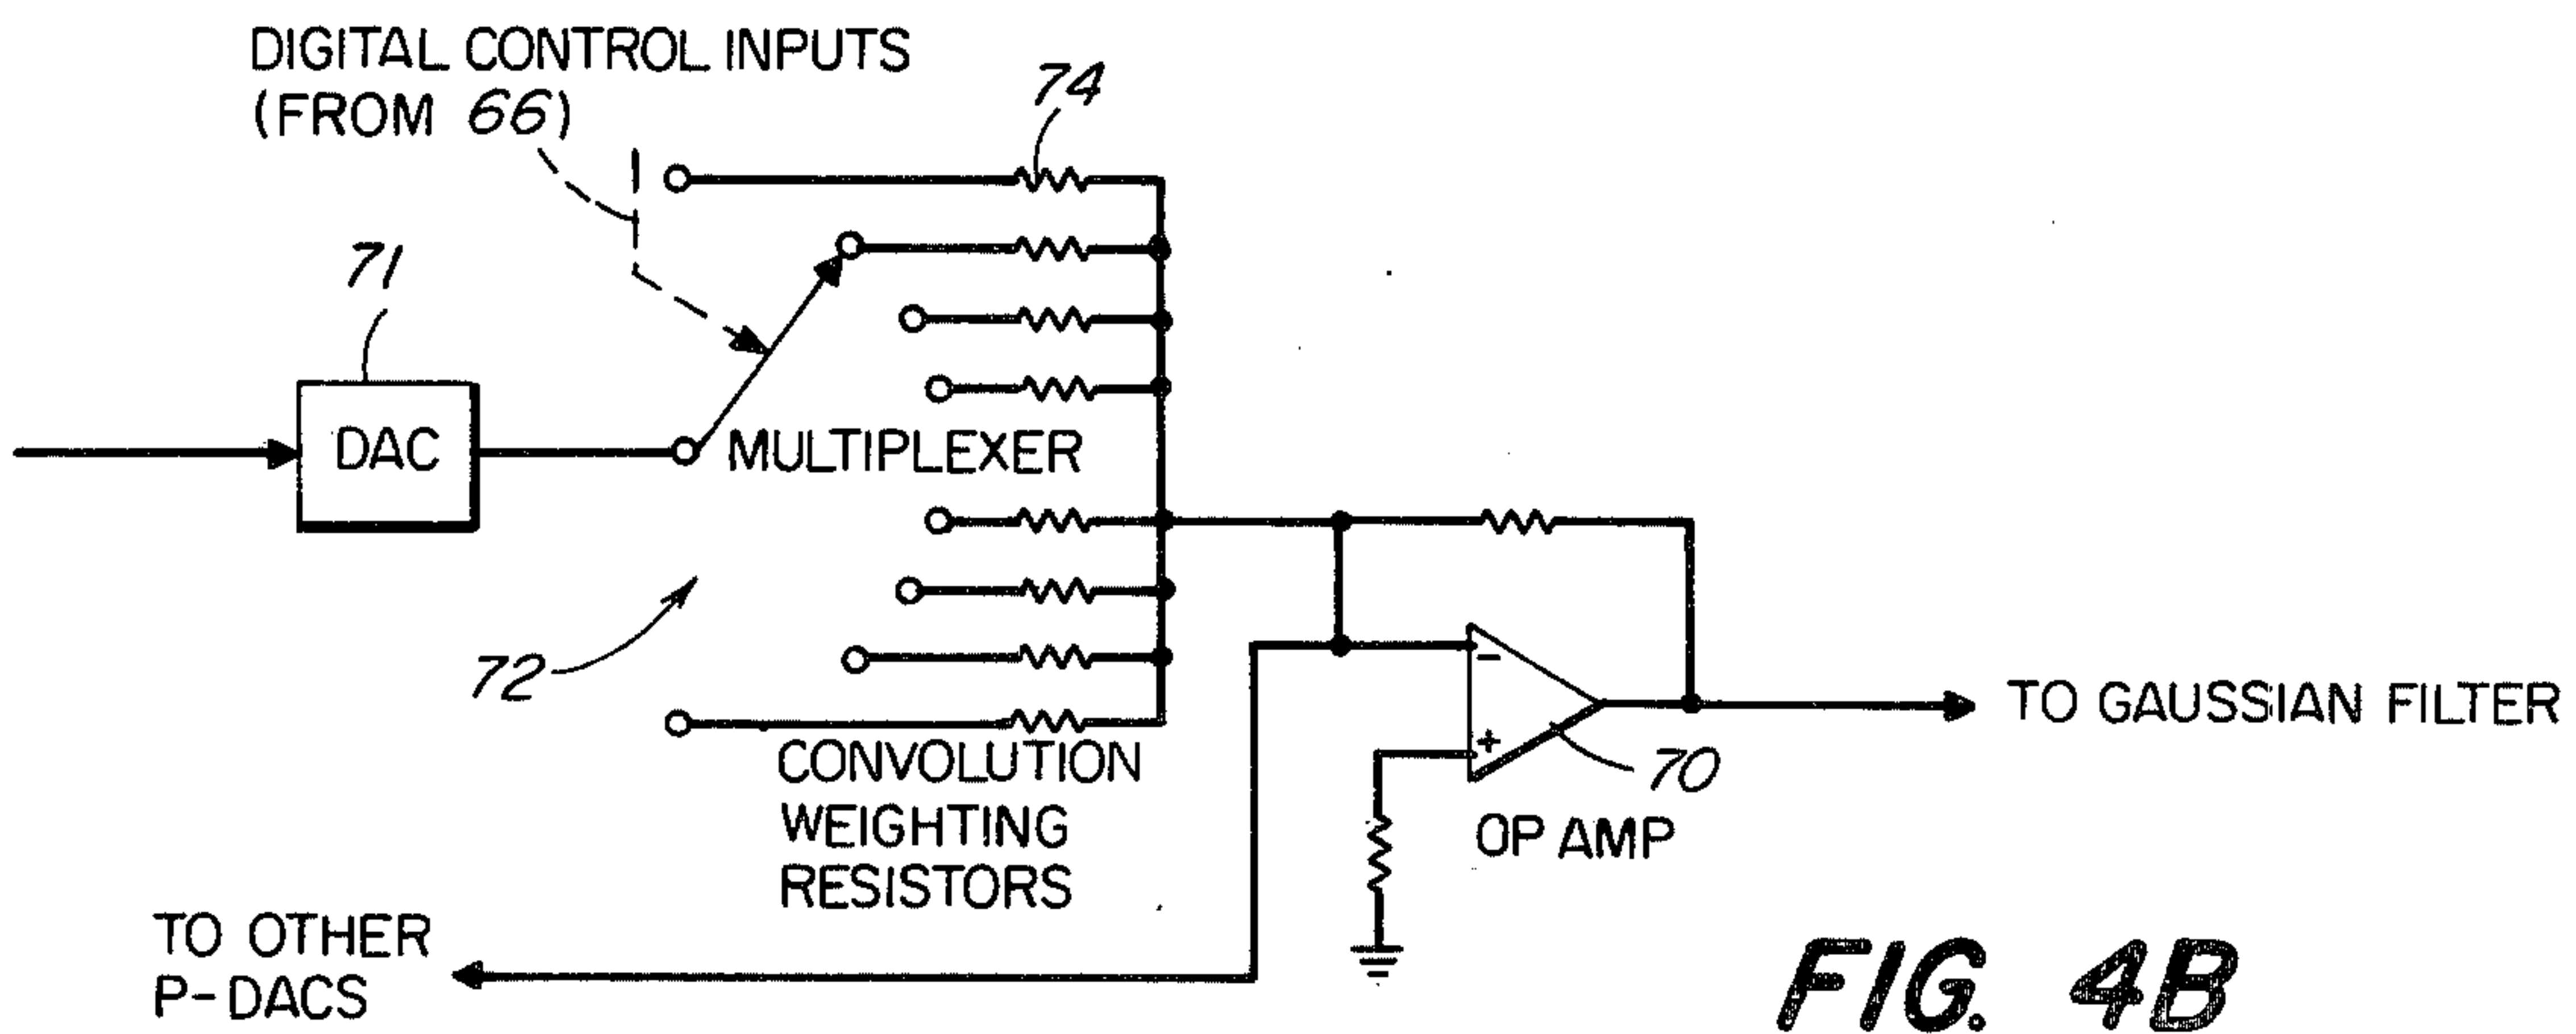 DIGITAL CONTROL INPUTS
(FROM 66)
74
71
DAC
MULTIPLEXER
72
CONVOLUTION
WEIGHTING
RESISTORS
-
+
70
OP AMP
TO GAUSSIAN FILTER
TO OTHER
P-DACS
FIG. 4B